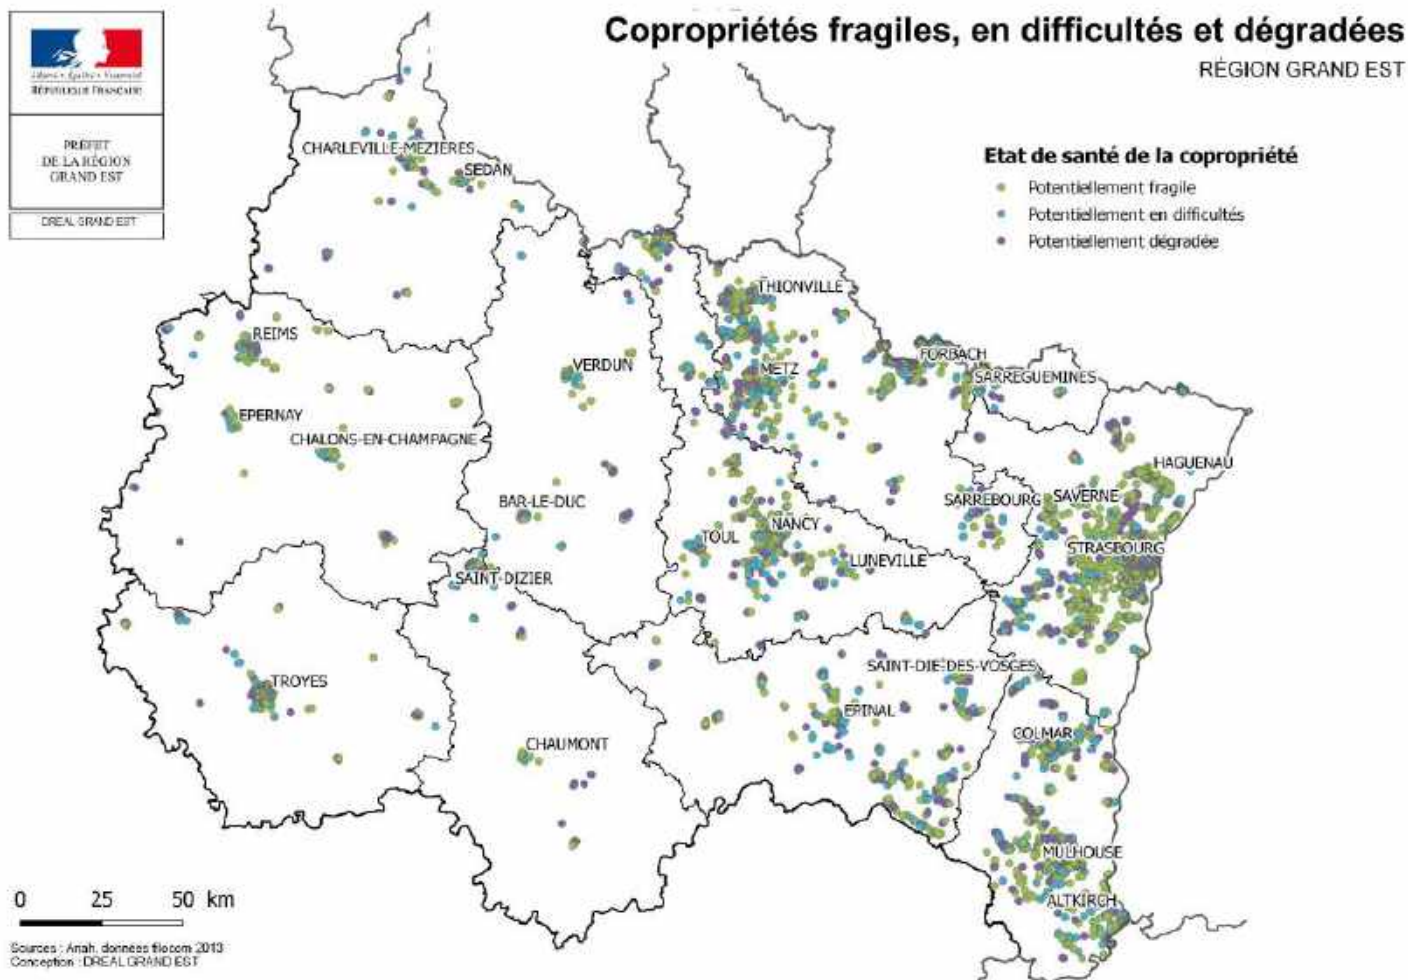 Copropriétés fragiles, en difficultés et dégradées
RÉGION GRAND EST
Liberté • Égalité • Fraternité
RÉPUBLIQUE FRANÇAISE
PRÉFET
DE LA RÉGION
GRAND EST
DREAL GRAND EST
Etat de santé de la copropriété
Potentiellement fragile
Potentiellement en difficultés
Potentiellement dégradée
CHARLEVILLE-MEZIERES
SEDAN
THIONVILLE
REIMS
VERDUN
METZ
FORBACH
SARREGUEMINES
EPERNAY
CHALONS-EN-CHAMPAGNE
HAGUENAU
BAR-LE-DUC
SARREBOURG
SAVERNE
NANCY
TOUL
STRASBOURG
LUNEVILLE
SAINT-DIZIER
SAINT-DIE-DES-VOSGES
TROYES
EPINAL
COLMAR
CHAUMONT
MULHOUSE
ALTKIRCH
0 25 50 km
Sources : Anah, données filocom 2013
Conception : DREAL GRAND EST